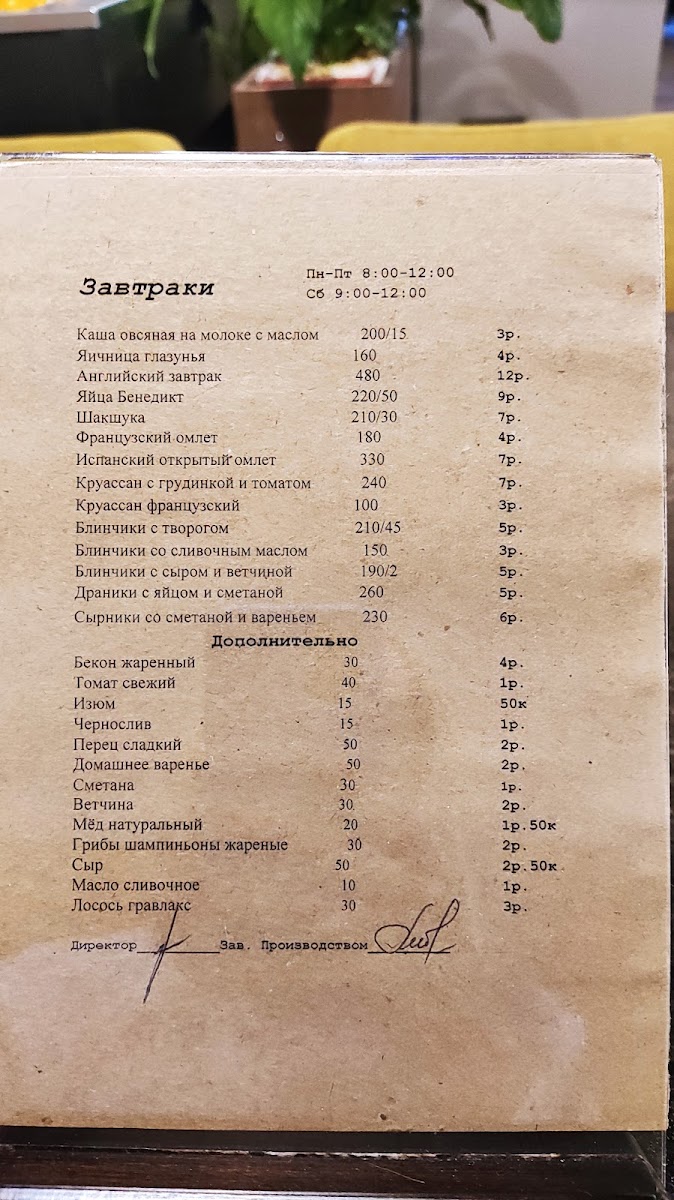 Завтраки
Пн-Пт 8:00-12:00
Сб 9:00-12:00
Каша овсяная на молоке с маслом 200/15 3р.
Яичница глазунья 160 4р.
Английский завтрак 480 12р.
Яйца Бенедикт 220/50 9р.
Шакшука 210/30 7р.
Французский омлет 180 4р.
Испанский открытый омлет 330 7р.
Круассан с грудинкой и томатом 240 7р.
Круассан французский 100 3р.
Блинчики с творогом 210/45 5р.
Блинчики со сливочным маслом 150 3р.
Блинчики с сыром и ветчиной 190/2 5р.
Драники с яйцом и сметаной 260 5р.
Сырники со сметаной и вареньем 230 6р.
Дополнительно
Бекон жаренный 30 4р.
Томат свежий 40 1р.
Изюм 15 50к
Чернослив 15 1р.
Перец сладкий 50 2р.
Домашнее варенье 50 2р.
Сметана 30 1р.
Ветчина 30 2р.
Мёд натуральный 20 1р.50к
Грибы шампиньоны жареные 30 2р.
Сыр 50 2р.50к
Масло сливочное 10 1р.
Лосось гравлакс 30 3р.
Директор Зав. Производством